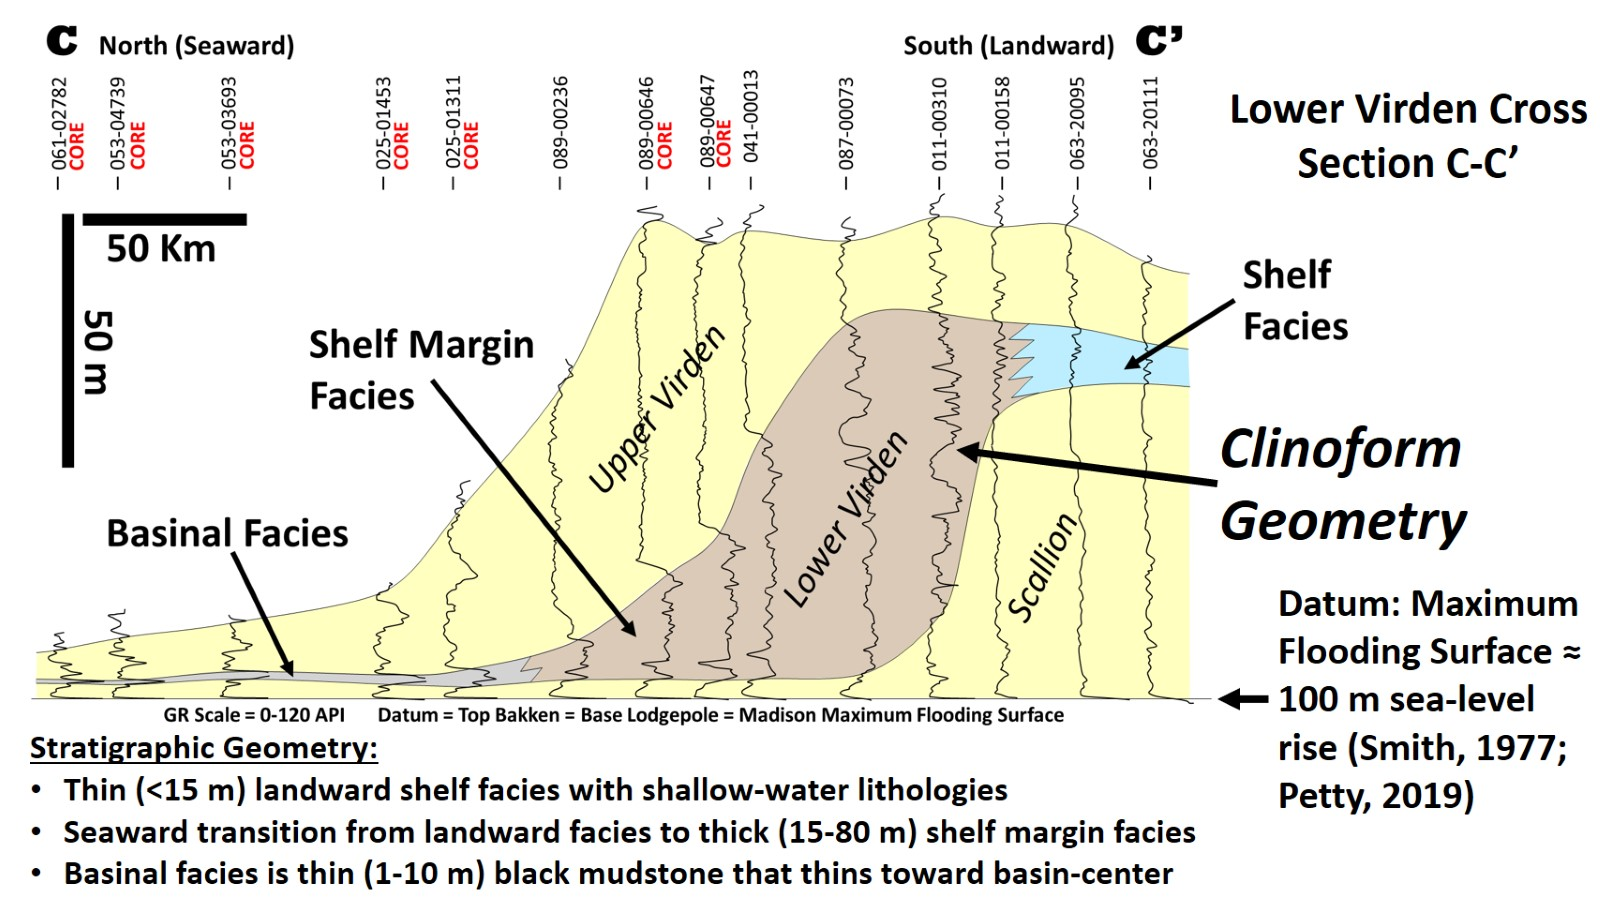 C North (Seaward)
South (Landward) C’
061-02782
CORE
053-04739
CORE
053-03693
CORE
025-01453
CORE
025-01311
CORE
089-00236
089-00646
CORE
089-00647
CORE
041-00013
087-00073
011-00310
011-00158
063-20095
063-20111
Lower Virden Cross
Section C-C’
50 Km
50 m
Shelf
Facies
Shelf Margin
Facies
Upper Virden
Lower Virden
Scallion
Clinoform
Geometry
Basinal Facies
Datum: Maximum
Flooding Surface ≈
100 m sea-level
rise (Smith, 1977;
Petty, 2019)
GR Scale = 0-120 API Datum = Top Bakken = Base Lodgepole = Madison Maximum Flooding Surface
Stratigraphic Geometry:
• Thin (<15 m) landward shelf facies with shallow-water lithologies
• Seaward transition from landward facies to thick (15-80 m) shelf margin facies
• Basinal facies is thin (1-10 m) black mudstone that thins toward basin-center